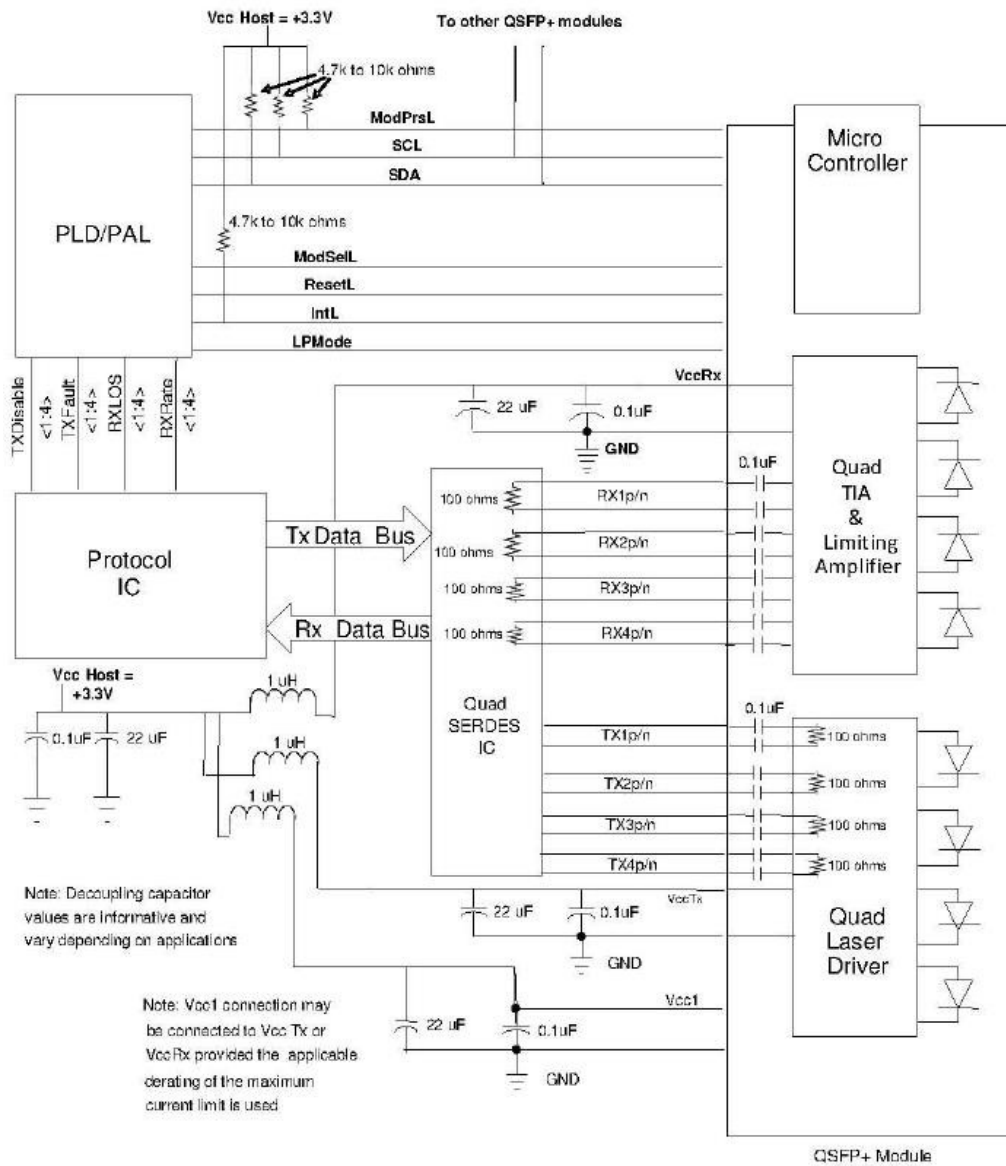 Vcc Host = +3.3V
To other QSFP+ modules
4.7k to 10k ohms
ModPrsL
SCL
SDA
Micro
Controller
PLD/PAL
4.7k to 10k ohms
ModSelL
ResetL
IntL
LPMode
TXDisable
<1:4>
TXFault
<1:4>
RXLOS
<1:4>
RXRate
<1:4>
VccRx
22 uF
0.1uF
GND
0.1uF
Quad
TIA
&
Limiting
Amplifier
100 ohms
RX1p/n
Tx Data Bus
100 ohms
RX2p/n
Protocol
IC
100 ohms
RX3p/n
Rx Data Bus
100 ohms
RX4p/n
Vcc Host =
+3.3V
1 uH
Quad
SERDES
IC
0.1uF
0.1uF
22 uF
1 uH
TX1p/n
100 ohms
1 uH
TX2p/n
100 ohms
TX3p/n
100 ohms
TX4p/n
100 ohms
Note: Decoupling capacitor
values are informative and
vary depending on applications
VccTx
22 uF
0.1uF
GND
Quad
Laser
Driver
Note: Vcc1 connection may
be connected to Vcc Tx or
VccRx provided the applicable
derating of the maximum
current limit is used
Vcc1
22 uF
0.1uF
GND
QSFP+ Module